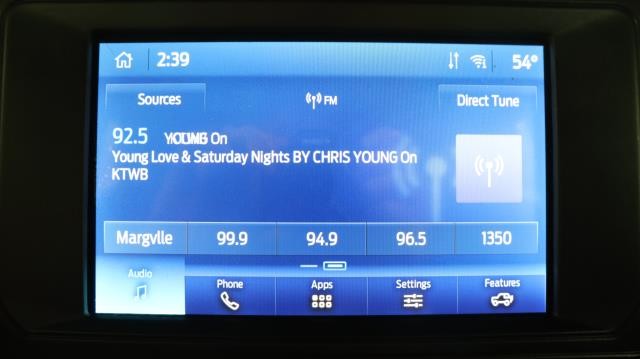 2:39 54°
Sources FM Direct Tune
92.5 On
Young Love & Saturday Nights BY CHRIS YOUNG On
KTWB
Margvlle 99.9 94.9 96.5 1350
Audio Phone Apps Settings Features